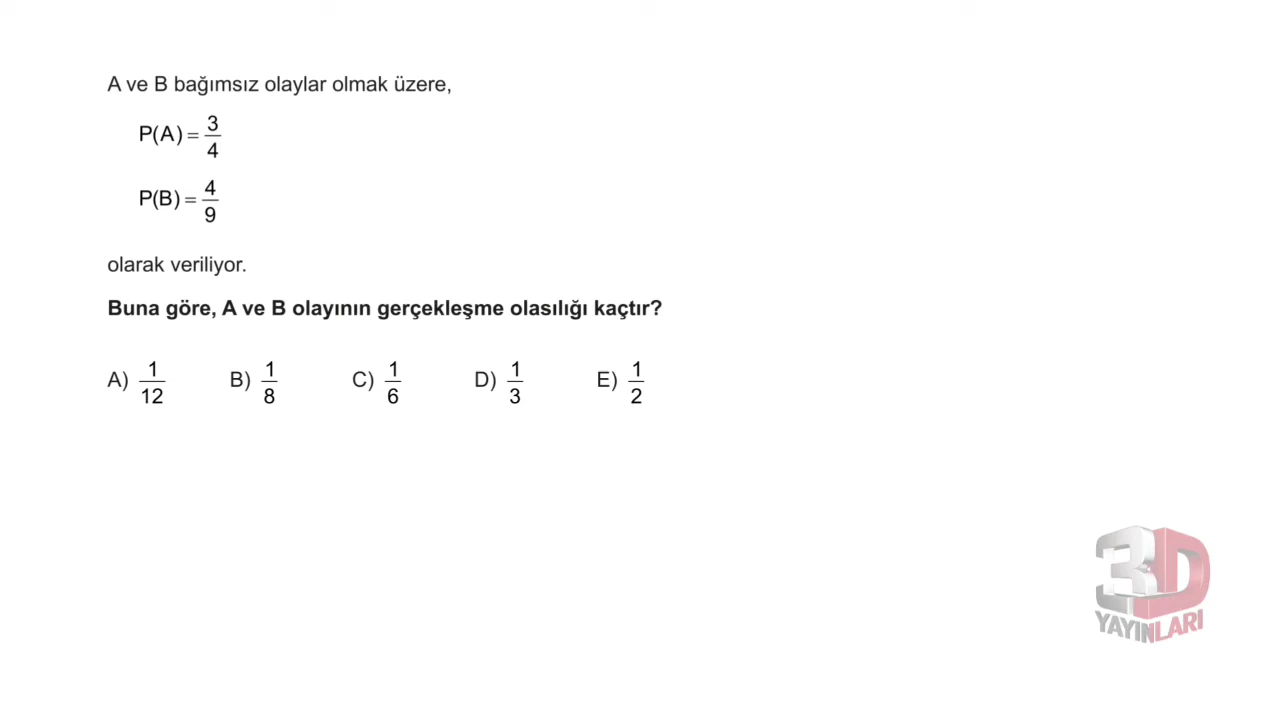 A ve B bağımsız olaylar olmak üzere,
P(A) = 3/4
P(B) = 4/9
olarak veriliyor.
Buna göre, A ve B olayının gerçekleşme olasılığı kaçtır?
A) 1/12 B) 1/8 C) 1/6 D) 1/3 E) 1/2
3D
YAYINLARI